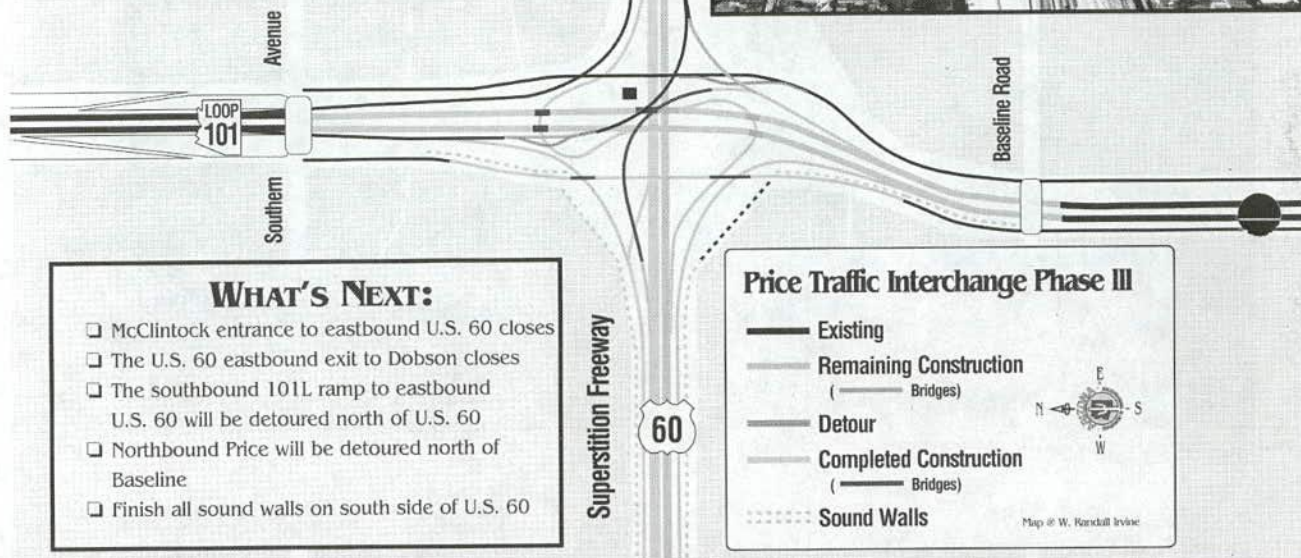 Avenue
LOOP
101
Southern
Baseline Road
WHAT'S NEXT:
❏ McClintock entrance to eastbound U.S. 60 closes
❏ The U.S. 60 eastbound exit to Dobson closes
❏ The southbound 101L ramp to eastbound
U.S. 60 will be detoured north of U.S. 60
❏ Northbound Price will be detoured north of
Baseline
❏ Finish all sound walls on south side of U.S. 60
Superstition Freeway
60
Price Traffic Interchange Phase III
Existing
Remaining Construction
( Bridges)
Detour
Completed Construction
( Bridges)
Sound Walls
E
N S
W
Map © W. Randall Irvine